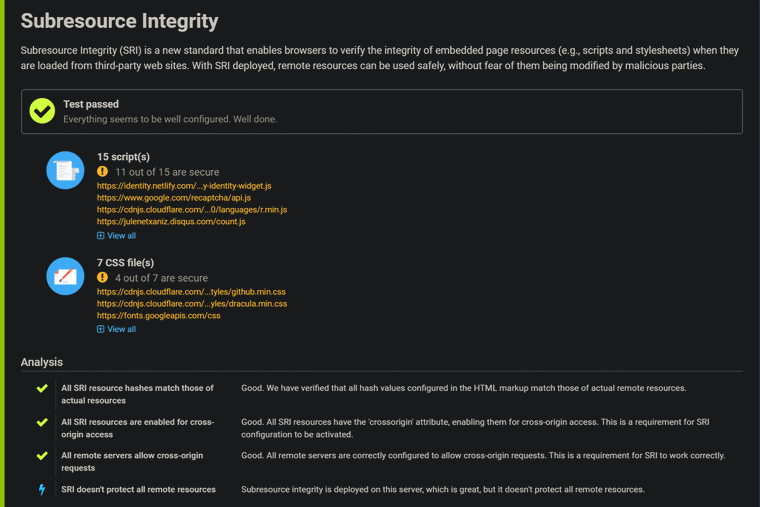 Subresource Integrity
Subresource Integrity (SRI) is a new standard that enables browsers to verify the integrity of embedded page resources (e.g., scripts and stylesheets) when they
are loaded from third-party web sites. With SRI deployed, remote resources can be used safely, without fear of them being modified by malicious parties.
Test passed
Everything seems to be well configured. Well done.
15 script(s)
11 out of 15 are secure
https://identity.netlify.com/...y-identity-widget.js
https://www.google.com/recaptcha/api.js
https://cdnjs.cloudflare.com/...0/languages/r.min.js
https://julenetxaniz.disqus.com/count.js
View all
7 CSS file(s)
4 out of 7 are secure
https://cdnjs.cloudflare.com/...tyles/github.min.css
https://cdnjs.cloudflare.com/...yles/dracula.min.css
https://fonts.googleapis.com/css
View all
Analysis
All SRI resource hashes match those of Good. We have verified that all hash values configured in the HTML markup match those of actual remote resources.
actual resources
All SRI resources are enabled for cross- Good. All SRI resources have the 'crossorigin' attribute, enabling them for cross-origin access. This is a requirement for SRI
origin access configuration to be activated.
All remote servers allow cross-origin Good. All remote servers are correctly configured to allow cross-origin requests. This is a requirement for SRI to work correctly.
requests
SRI doesn't protect all remote resources Subresource integrity is deployed on this server, which is great, but it doesn't protect all remote resources.